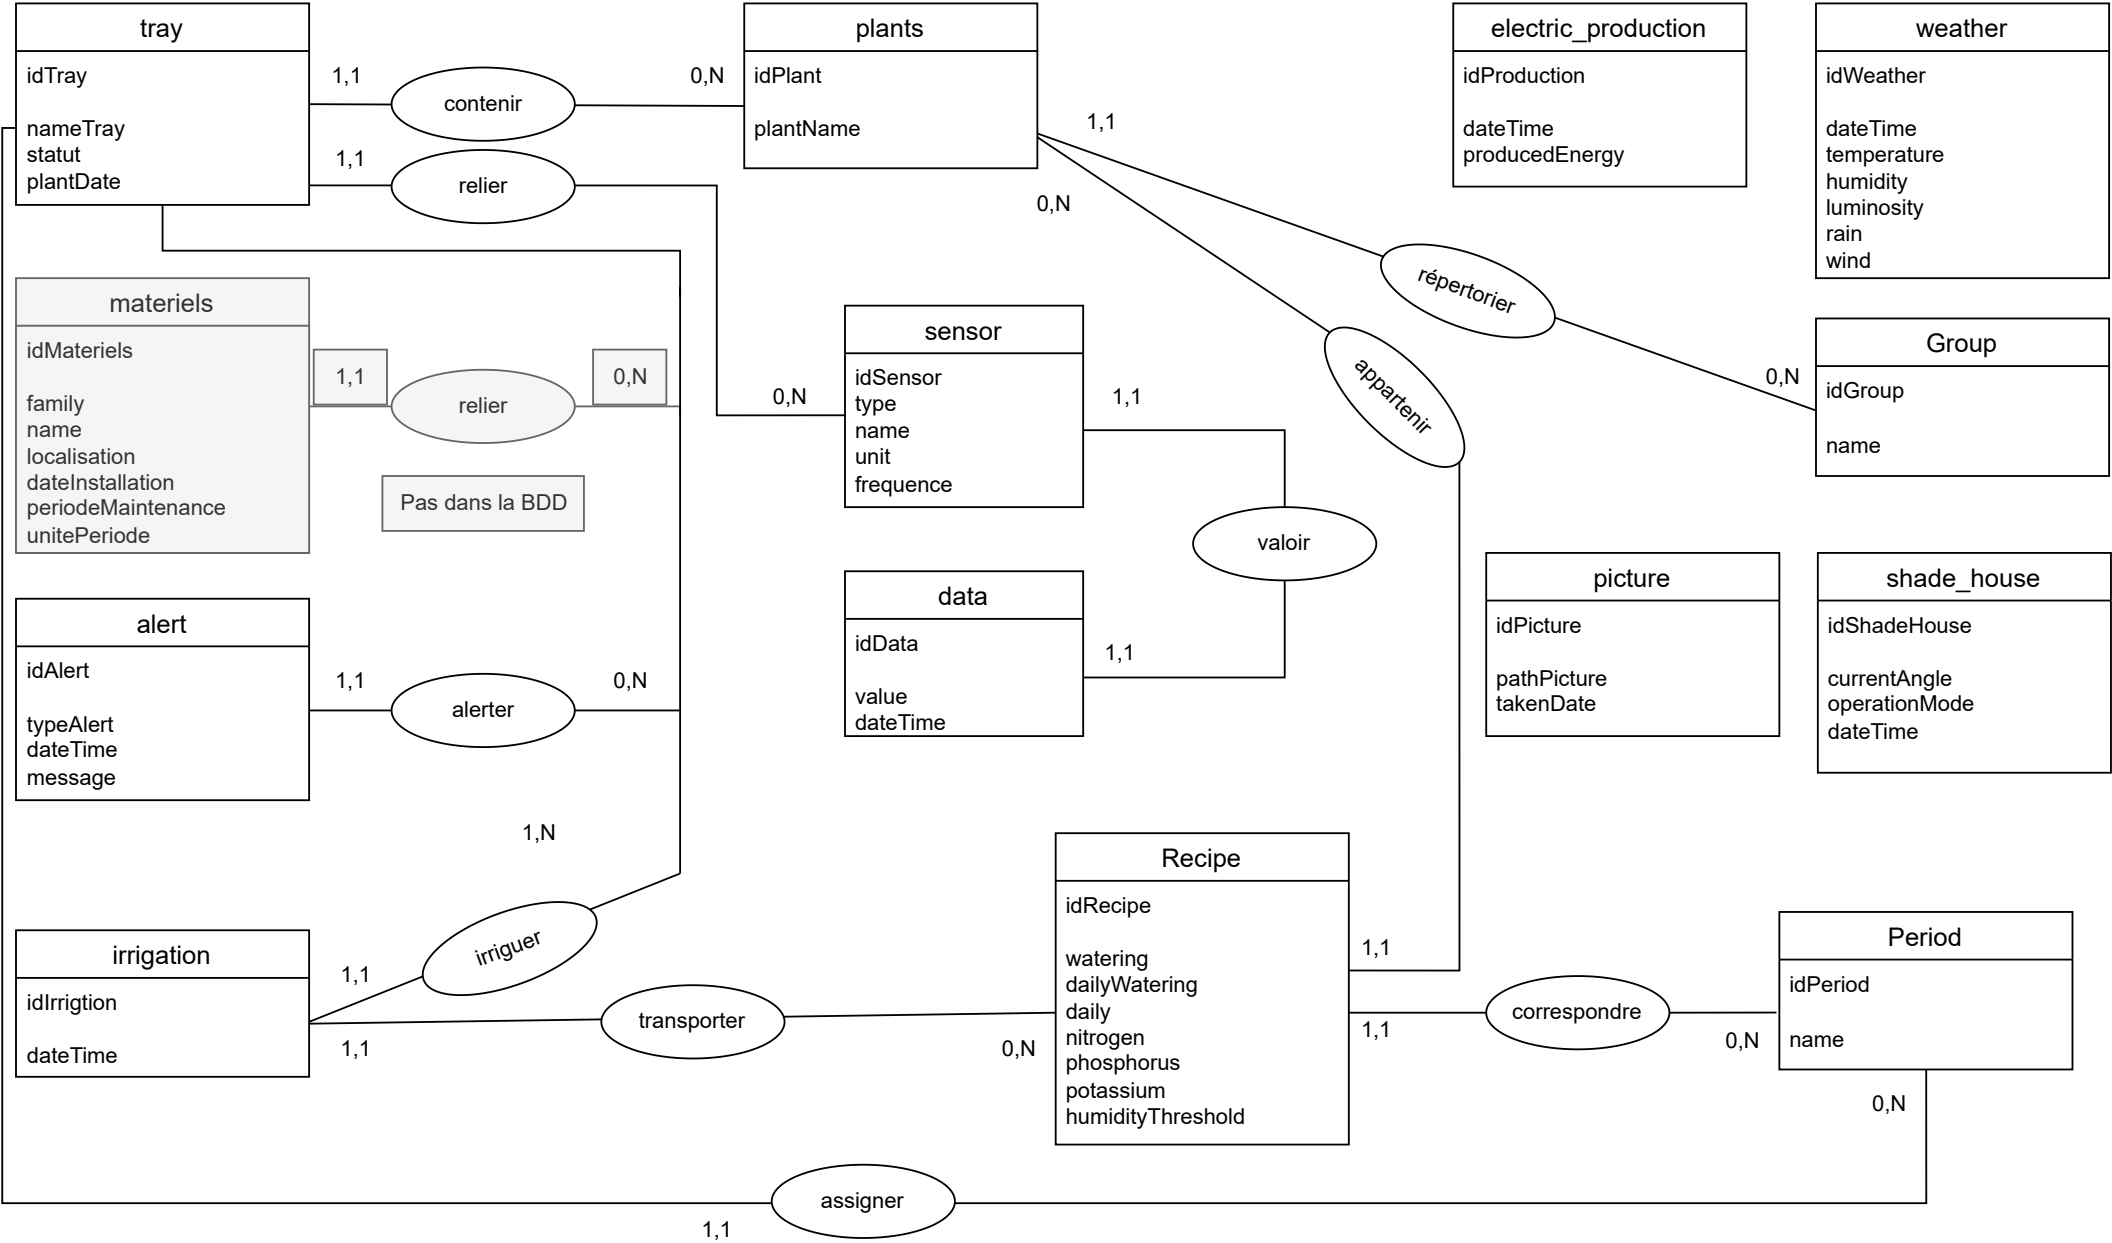 tray
idTray
nameTray
statut
plantDate
1,1
contenir
0,N
1,1
relier
plants
idPlant
plantName
1,1
0,N
electric_production
idProduction
dateTime
producedEnergy
weather
idWeather
dateTime
temperature
humidity
luminosity
rain
wind
répertorier
appartenir
0,N
Group
idGroup
name
materiels
idMateriels
family
name
localisation
dateInstallation
periodeMaintenance
unitePeriode
1,1
relier
0,N
Pas dans la BDD
0,N
sensor
idSensor
type
name
unit
frequence
1,1
valoir
data
idData
value
dateTime
1,1
picture
idPicture
pathPicture
takenDate
shade_house
idShadeHouse
currentAngle
operationMode
dateTime
alert
idAlert
typeAlert
dateTime
message
1,1
alerter
0,N
1,N
irriguer
irrigation
idIrrigtion
dateTime
1,1
1,1
transporter
0,N
Recipe
idRecipe
watering
dailyWatering
daily
nitrogen
phosphorus
potassium
humidityThreshold
1,1
1,1
correspondre
0,N
Period
idPeriod
name
0,N
assigner
1,1